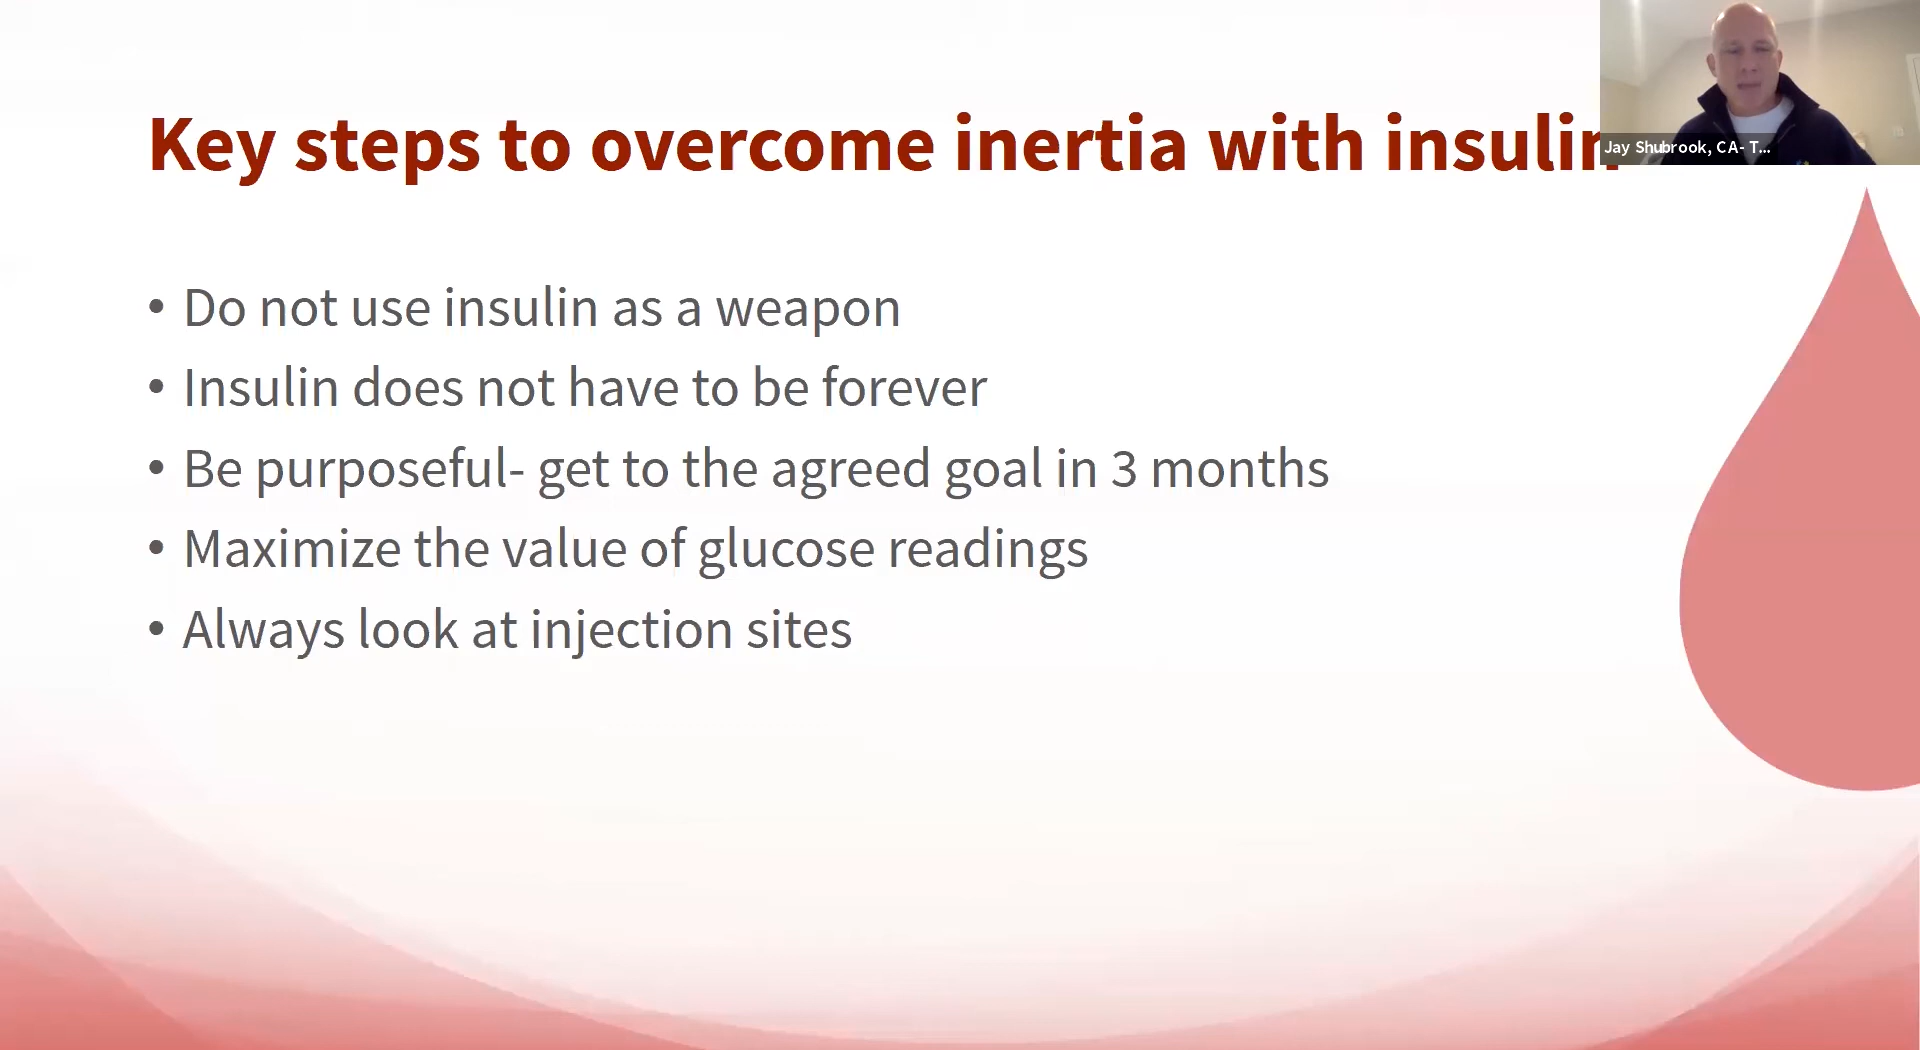 Key steps to overcome inertia with insulin
Jay Shubrook, CA- T...
• Do not use insulin as a weapon
• Insulin does not have to be forever
• Be purposeful- get to the agreed goal in 3 months
• Maximize the value of glucose readings
• Always look at injection sites